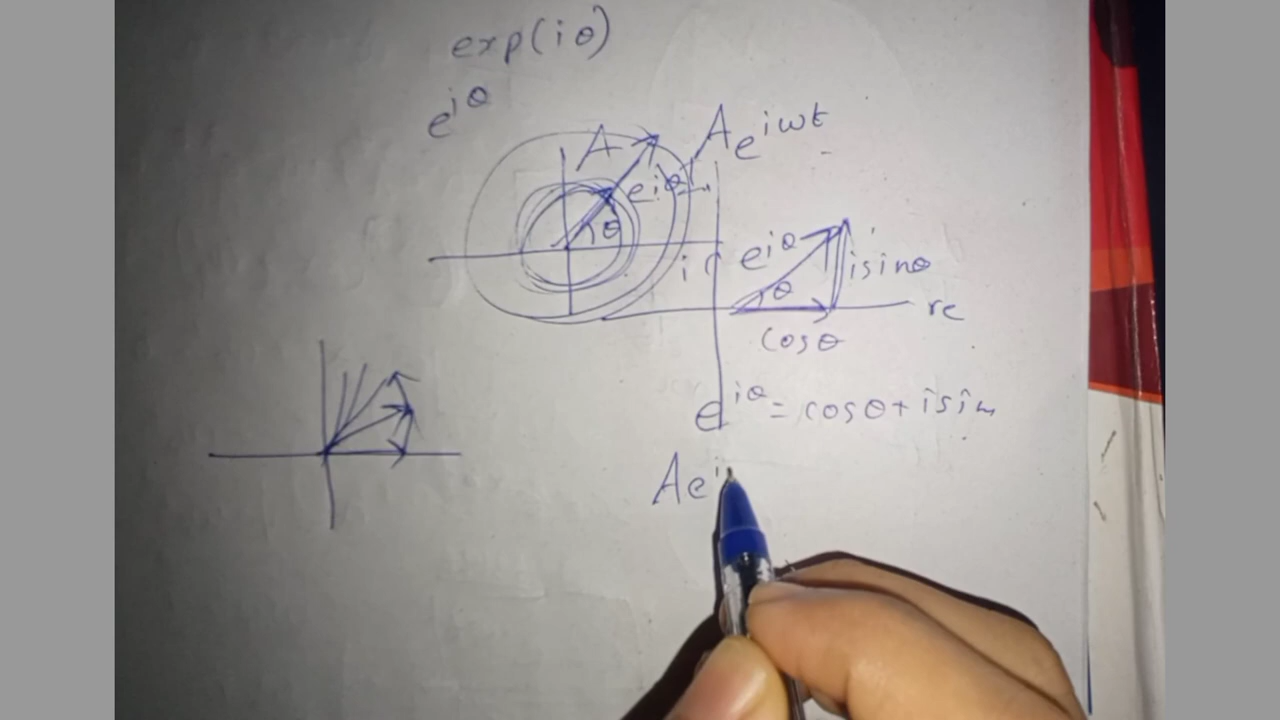 exp(iθ)
e^iθ
A
Ae^iωt
e^iθ
θ
e^iθ
isinθ
θ
re
cosθ
e^iθ = cosθ + isin
Ae^i